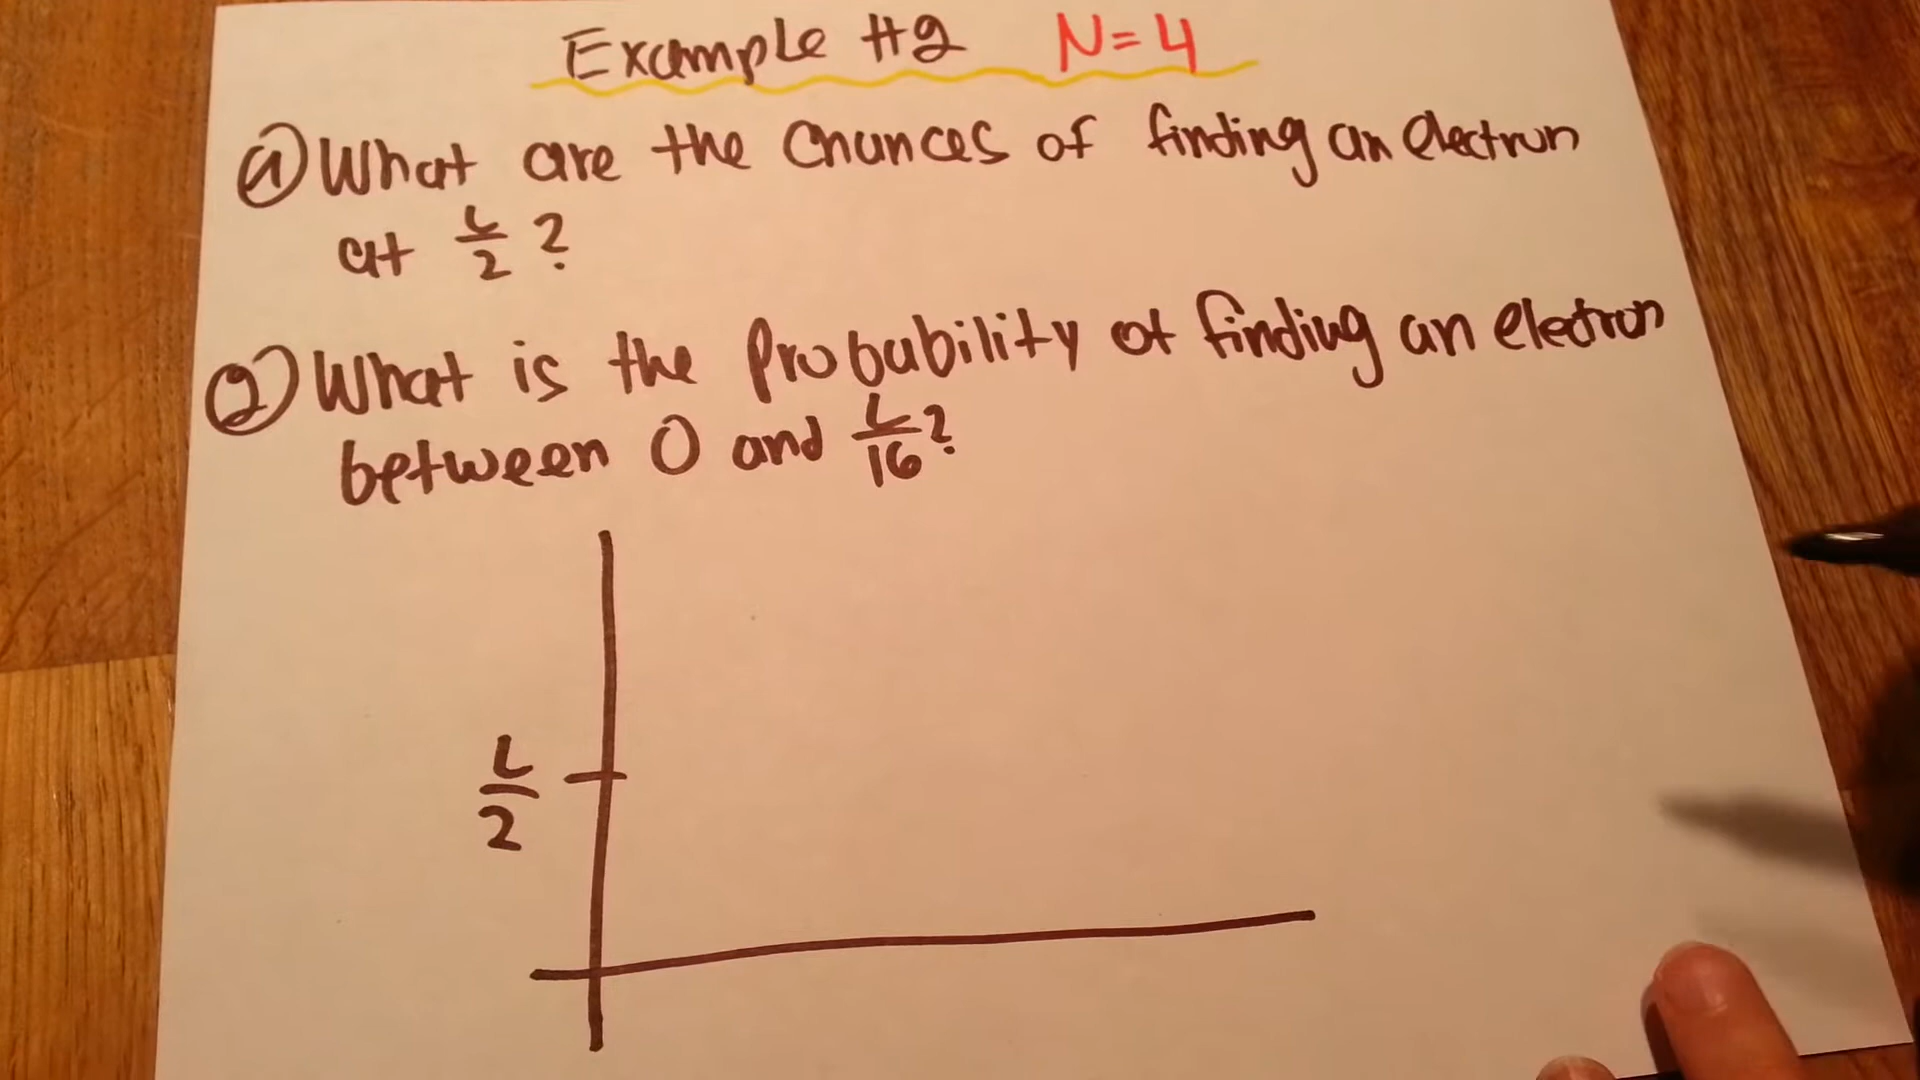 Example #2 N=4
a) What are the chances of finding an electron
at L/2?
2) What is the Probability of finding an electron
between 0 and L/16?
L/2